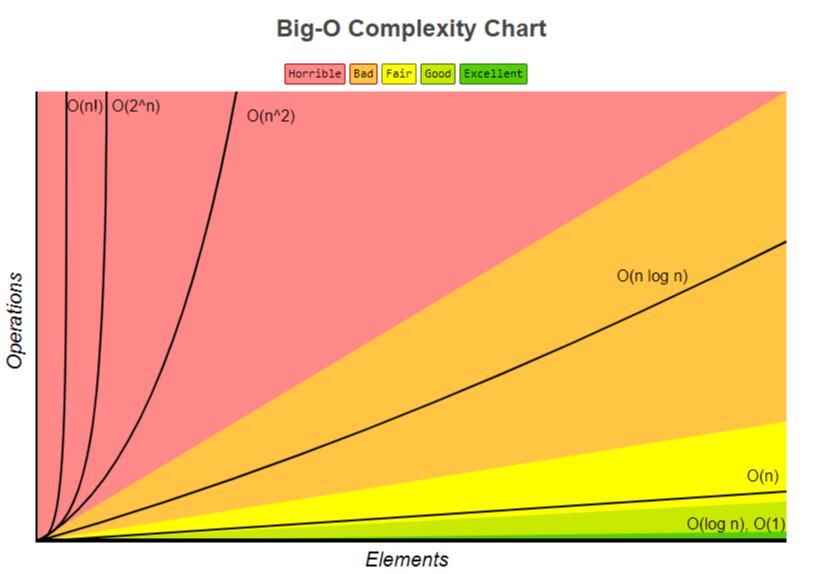 Big-O Complexity Chart
Horrible Bad Fair Good Excellent
O(n!) O(2^n)
O(n^2)
O(n log n)
O(n)
O(log n), O(1)
Operations
Elements